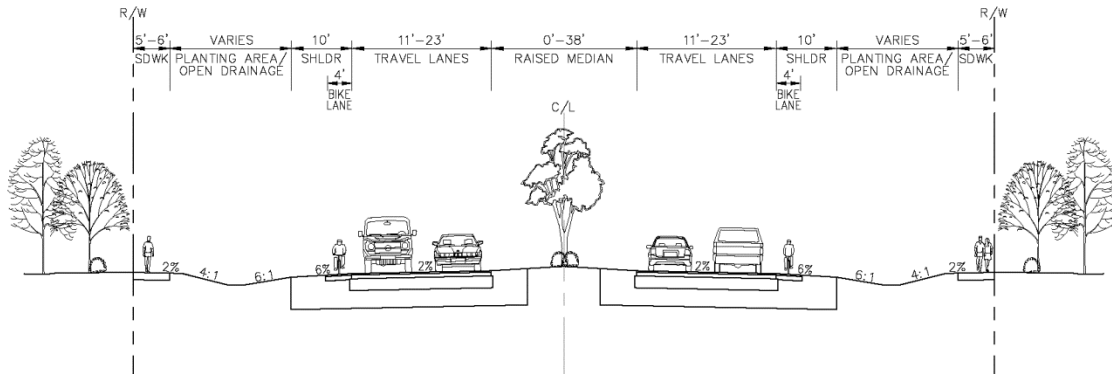 R/W
R/W
5'-6'
VARIES
10'
11'-23'
0'-38'
11'-23'
10'
VARIES
5'-6'
SDWK
PLANTING AREA/
OPEN DRAINAGE
SHLDR
TRAVEL LANES
RAISED MEDIAN
TRAVEL LANES
SHLDR
PLANTING AREA/
OPEN DRAINAGE
SDWK
4'
BIKE
LANE
4'
BIKE
LANE
C/L
2%
4:1
6:1
6%
2%
2%
6%
6:1
4:1
2%